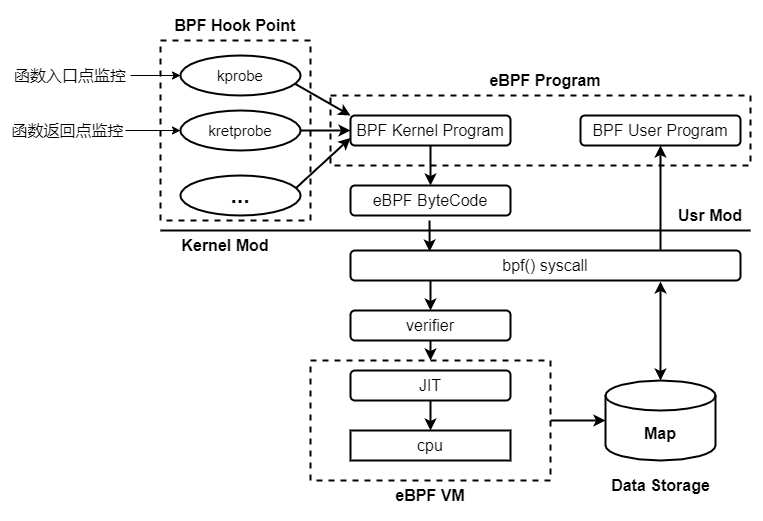 BPF Hook Point
函数入口点监控
kprobe
eBPF Program
函数返回点监控
kretprobe
BPF Kernel Program
BPF User Program
...
eBPF ByteCode
Usr Mod
Kernel Mod
bpf() syscall
verifier
JIT
cpu
Map
eBPF VM
Data Storage